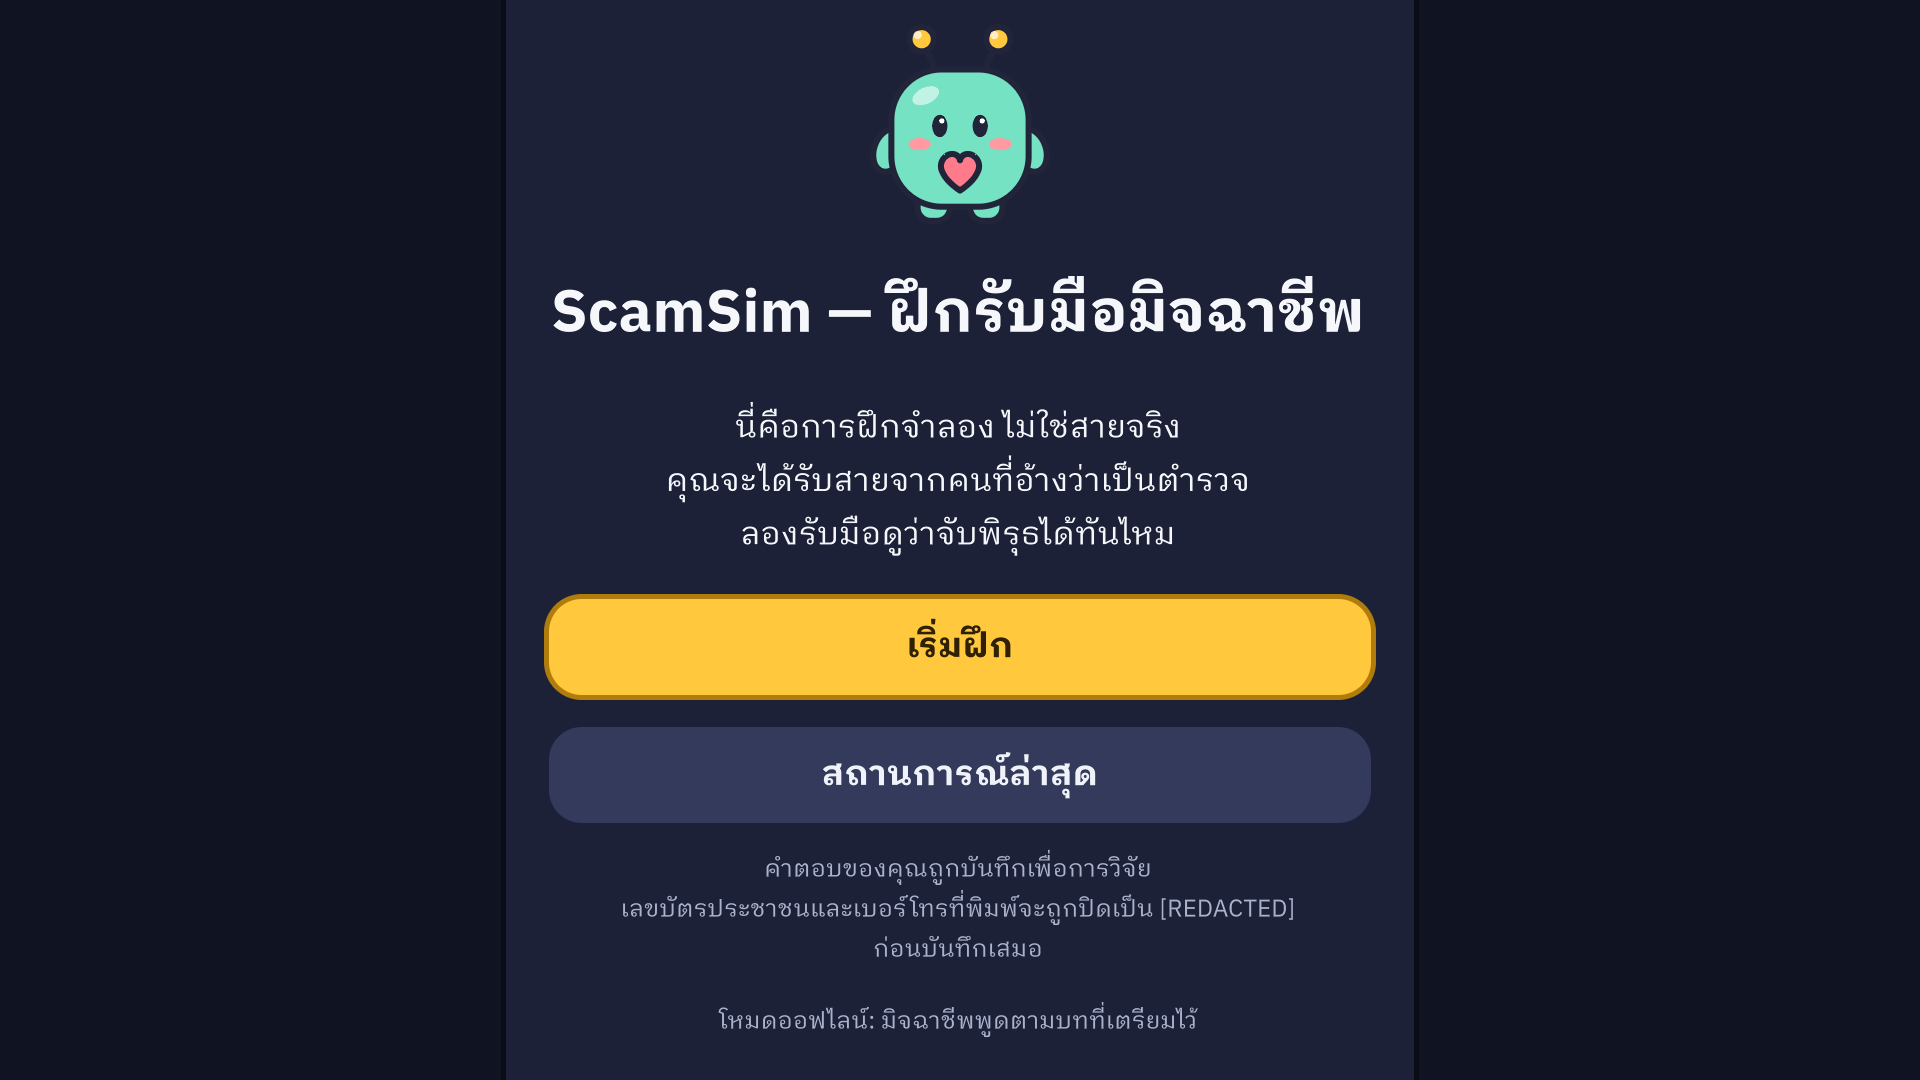 ScamSim — ฝึกรับมือมิจฉาชีพ
นี่คือการฝึกจำลอง ไม่ใช่สายจริง
คุณจะได้รับสายจากคนที่อ้างว่าเป็นตำรวจ
ลองรับมือดูว่าจับพิรุธได้ทันไหม
เริ่มฝึก
สถานการณ์ล่าสุด
คำตอบของคุณถูกบันทึกเพื่อการวิจัย
เลขบัตรประชาชนและเบอร์โทรที่พิมพ์จะถูกปิดเป็น [REDACTED]
ก่อนบันทึกเสมอ
โหมดออฟไลน์: มิจฉาชีพพูดตามบทที่เตรียมไว้